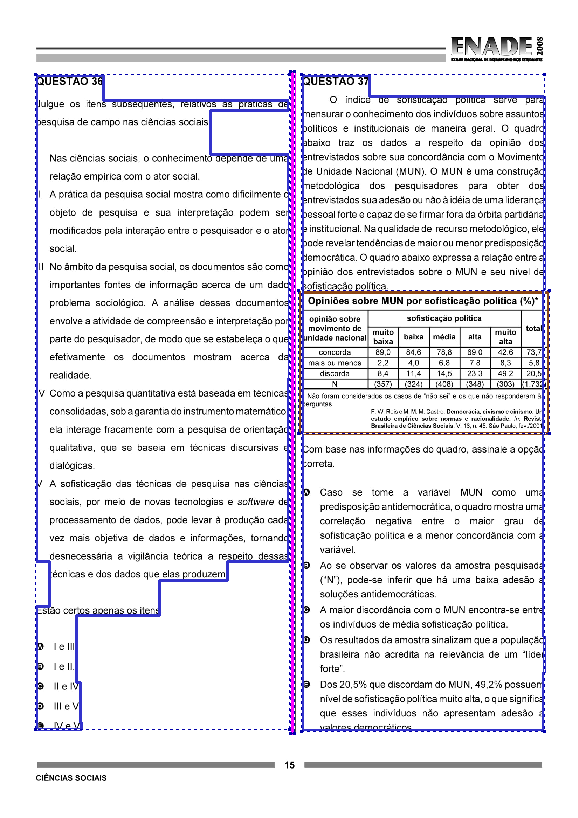 ENADE 2008
EXAME NACIONAL DE DESEMPENHO DOS ESTUDANTES
QUESTÃO 36
Julgue os itens subseqüentes, relativos às práticas de
pesquisa de campo nas ciências sociais.
Nas ciências sociais, o conhecimento depende de uma
relação empírica com o ator social.
I A prática da pesquisa social mostra como dificilmente o
objeto de pesquisa e sua interpretação podem ser
modificados pela interação entre o pesquisador e o ator
social.
II No âmbito da pesquisa social, os documentos são como
importantes fontes de informação acerca de um dado
problema sociológico. A análise desses documentos
envolve a atividade de compreensão e interpretação por
parte do pesquisador, de modo que se estabeleça o que
efetivamente os documentos mostram acerca da
realidade.
V Como a pesquisa quantitativa está baseada em técnicas
consolidadas, sob a garantia do instrumento matemático,
ela interage fracamente com a pesquisa de orientação
qualitativa, que se baseia em técnicas discursivas e
dialógicas.
V A sofisticação das técnicas de pesquisa nas ciências
sociais, por meio de novas tecnologias e software de
processamento de dados, pode levar à produção cada
vez mais objetiva de dados e informações, tornando
desnecessária a vigilância teórica a respeito dessas
técnicas e dos dados que elas produzem.
Estão certos apenas os itens
A I e III.
B I e II.
C II e IV.
D III e V.
E IV e V.
QUESTÃO 37
O índice de sofisticação política serve para
mensurar o conhecimento dos indivíduos sobre assuntos
políticos e institucionais de maneira geral. O quadro
abaixo traz os dados a respeito da opinião dos
entrevistados sobre sua concordância com o Movimento
de Unidade Nacional (MUN). O MUN é uma construção
metodológica dos pesquisadores para obter dos
entrevistados sua adesão ou não à idéia de uma liderança
pessoal forte e capaz de se firmar fora da órbita partidária
e institucional. Na qualidade de recurso metodológico, ele
pode revelar tendências de maior ou menor predisposição
democrática. O quadro abaixo expressa a relação entre a
opinião dos entrevistados sobre o MUN e seu nível de
sofisticação política.
Opiniões sobre MUN por sofisticação política (%)*
opinião sobre movimento de unidade nacional sofisticação política total
muito baixa baixa média alta muito alta
concorda 89,0 84,6 78,8 69,0 42,6 73,7
mais ou menos 2,2 4,0 6,8 7,8 8,3 5,8
discorda 8,4 11,4 14,5 23,3 49,2 20,5
N (357) (324) (408) (348) (303) (1.732)
Não foram considerados os casos de "não sei" e os que não responderam à
perguntas.
F. W. Reis e M. M. M. Castro. Democracia, civismo e cinismo. Um
estudo empírico sobre normas e racionalidade. In: Revista
Brasileira de Ciências Sociais. V. 16, n. 45. São Paulo, fev./2001
Com base nas informações do quadro, assinale a opção
correta.
A Caso se tome a variável MUN como uma
predisposição antidemocrática, o quadro mostra uma
correlação negativa entre o maior grau de
sofisticação política e a menor concordância com a
variável.
B Ao se observar os valores da amostra pesquisada
("N"), pode-se inferir que há uma baixa adesão a
soluções antidemocráticas.
C A maior discordância com o MUN encontra-se entre
os indivíduos de média sofisticação política.
D Os resultados da amostra sinalizam que a população
brasileira não acredita na relevância de um "líder
forte".
E Dos 20,5% que discordam do MUN, 49,2% possuem
nível de sofisticação política muito alta, o que significa
que esses indivíduos não apresentam adesão a
valores democráticos.
15
CIÊNCIAS SOCIAIS